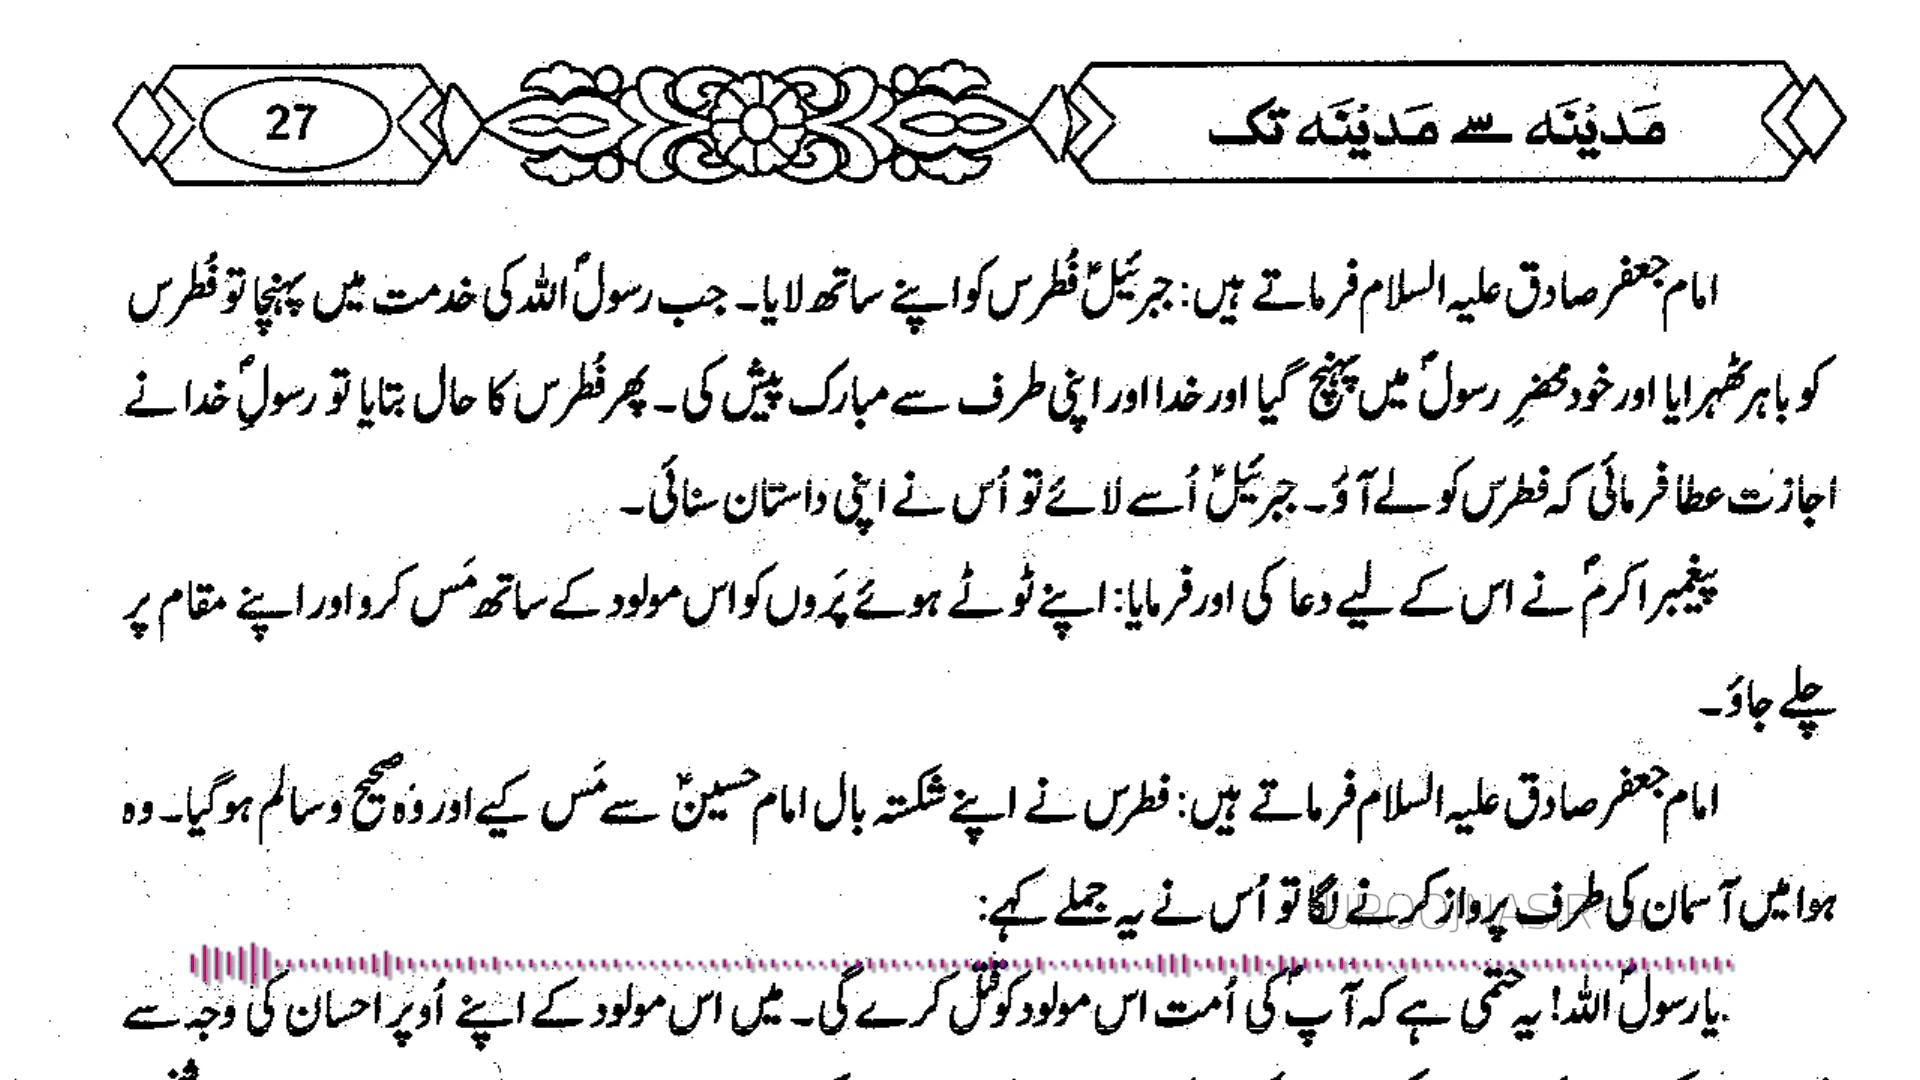 مَدیْنَہ سے مَدیْنَہ تک
27
امام جعفر صادق علیہ السلام فرماتے ہیں: جبرئیلؑ فُطرس کو اپنے ساتھ لایا۔ جب رسولؐ اللہ کی خدمت میں پہنچا تو فُطرس
کو باہر ٹھہرایا اور خود محضرِ رسولؐ میں پہنچ گیا اور خدا اور اپنی طرف سے مبارک پیش کی۔ پھر فُطرس کا حال بتایا تو رسولِؐ خدا نے
اجازت عطا فرمائی کہ فطرس کو لے آؤ۔ جبرئیلؑ اُسے لائے تو اُس نے اپنی داستان سنائی۔
پیغمبر اکرمؐ نے اس کے لیے دعا کی اور فرمایا: اپنے ٹوٹے ہوئے پَروں کو اس مولود کے ساتھ مَس کرو اور اپنے مقام پر
چلے جاؤ۔
امام جعفر صادق علیہ السلام فرماتے ہیں: فطرس نے اپنے شکستہ بال امام حسینؑ سے مَس کیے اور وہ صحیح و سالم ہوگیا۔ وہ
ہوا میں آسمان کی طرف پرواز کرنے لگا تو اُس نے یہ جملے کہے:
یا رسولؐ اللہ! یہ حتمی ہے کہ آپؐ کی اُمت اس مولود کو قتل کرے گی۔ میں اس مولود کے اپنے اُوپر احسان کی وجہ سے